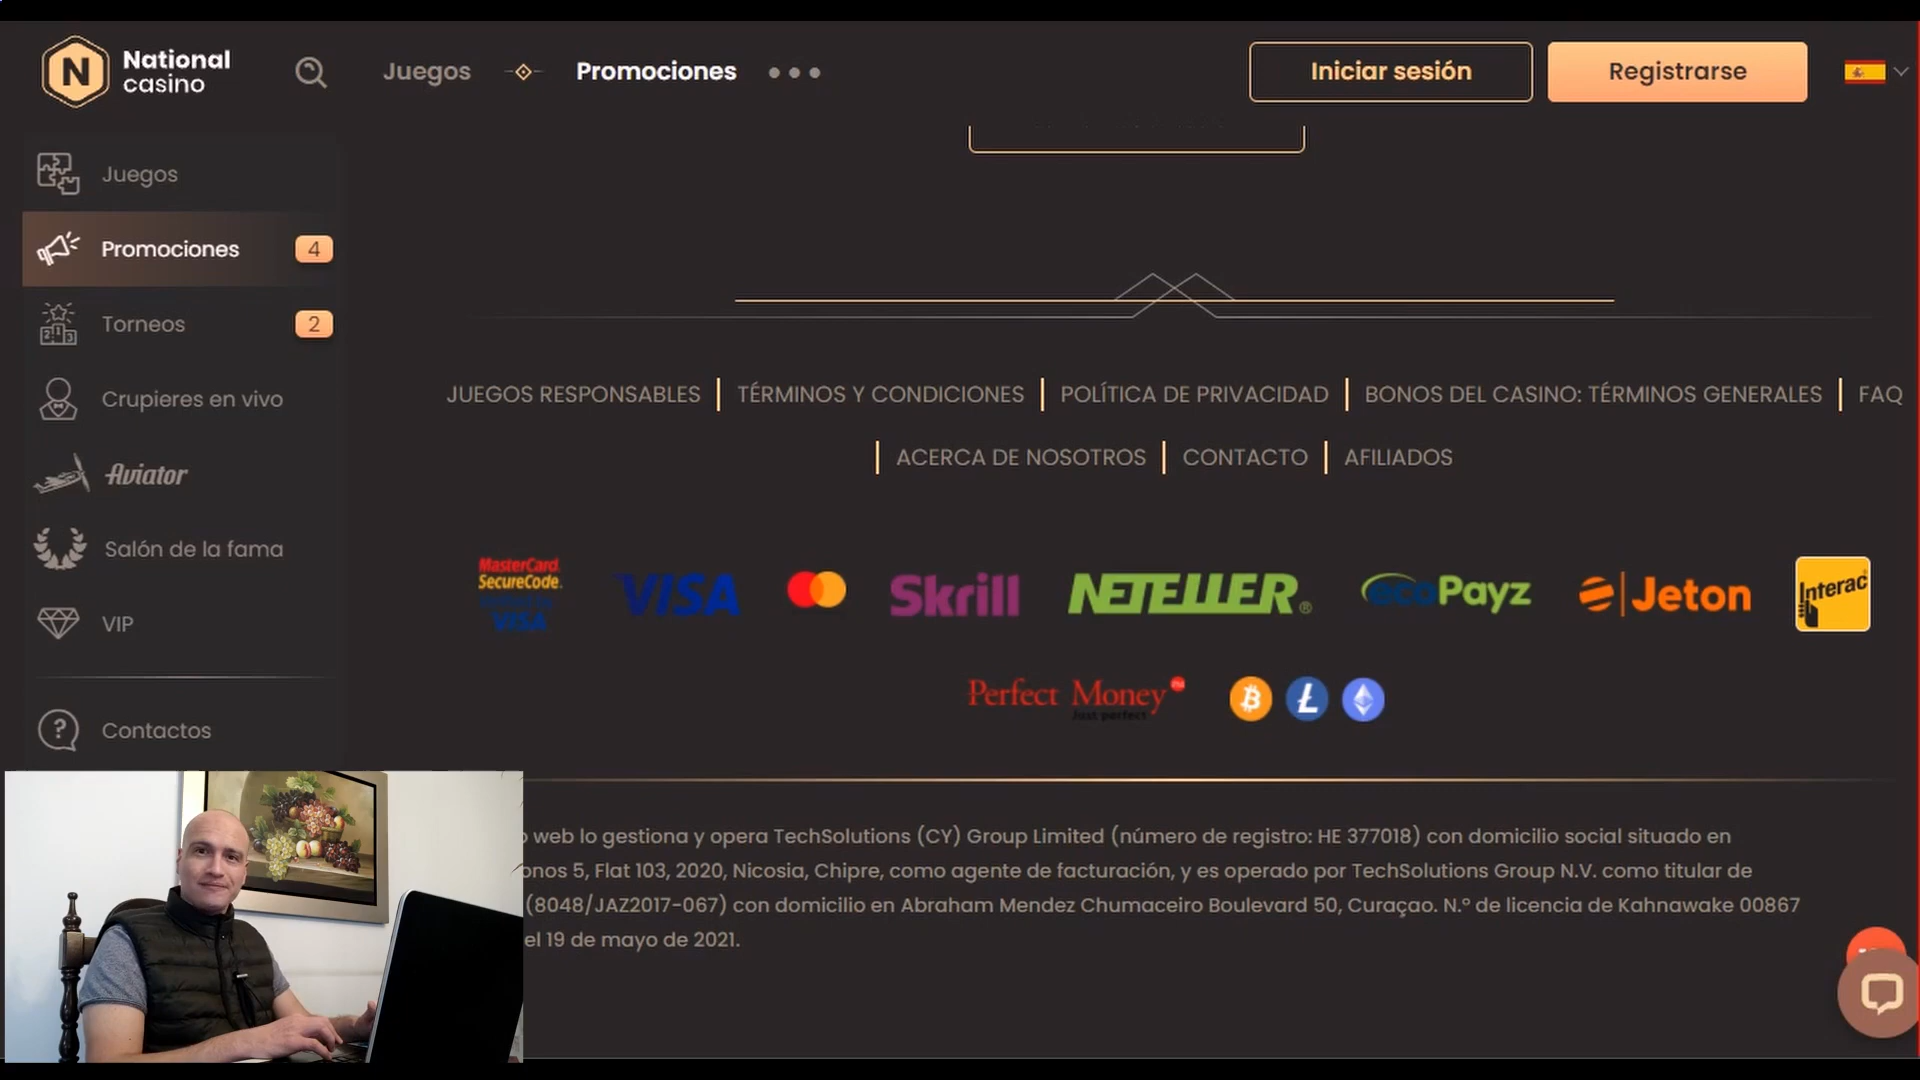 National
casino
Juegos
Promociones
Iniciar sesión
Registrarse
Juegos
Promociones
4
Torneos
2
Crupieres en vivo
Aviator
Salón de la fama
VIP
Contactos
JUEGOS RESPONSABLES
TÉRMINOS Y CONDICIONES
POLÍTICA DE PRIVACIDAD
BONOS DEL CASINO: TÉRMINOS GENERALES
FAQ
ACERCA DE NOSOTROS
CONTACTO
AFILIADOS
MasterCard.
SecureCode.
VISA
VISA
Skrill
NETELLER®
ecoPayz
Jeton
Interac
Perfect Money
Just perfect
web lo gestiona y opera TechSolutions (CY) Group Limited (número de registro: HE 377018) con domicilio social situado en
5, Flat 103, 2020, Nicosia, Chipre, como agente de facturación, y es operado por TechSolutions Group N.V. como titular de
(8048/JAZ2017-067) con domicilio en Abraham Mendez Chumaceiro Boulevard 50, Curaçao. N.º de licencia de Kahnawake 00867
el 19 de mayo de 2021.